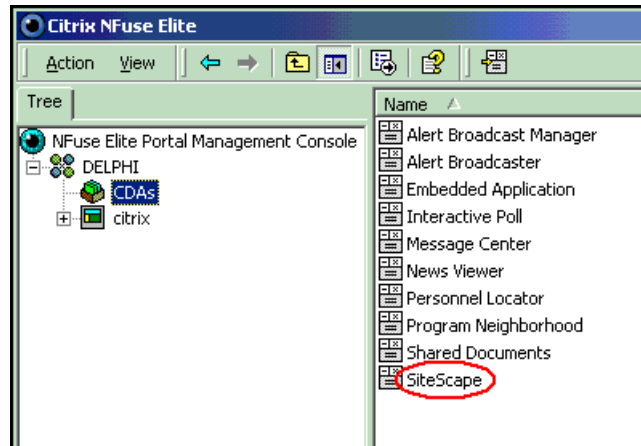 Citrix NFuse Elite
Action View
Tree
Name
NFuse Elite Portal Management Console
DELPHI
CDAs
citrix
Alert Broadcast Manager
Alert Broadcaster
Embedded Application
Interactive Poll
Message Center
News Viewer
Personnel Locator
Program Neighborhood
Shared Documents
SiteScape